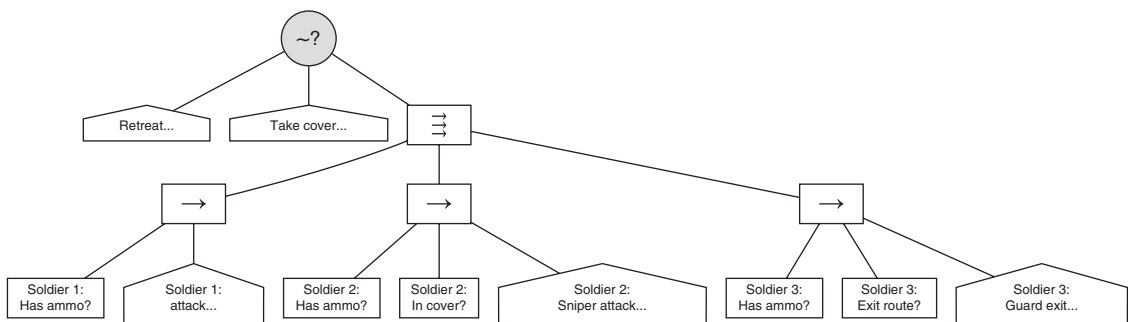 ~?
Retreat...
Take cover...
→
→
→
→
→
→
Soldier 1:
Has ammo?
Soldier 1:
attack...
Soldier 2:
Has ammo?
Soldier 2:
In cover?
Soldier 2:
Sniper attack...
Soldier 3:
Has ammo?
Soldier 3:
Exit route?
Soldier 3:
Guard exit...